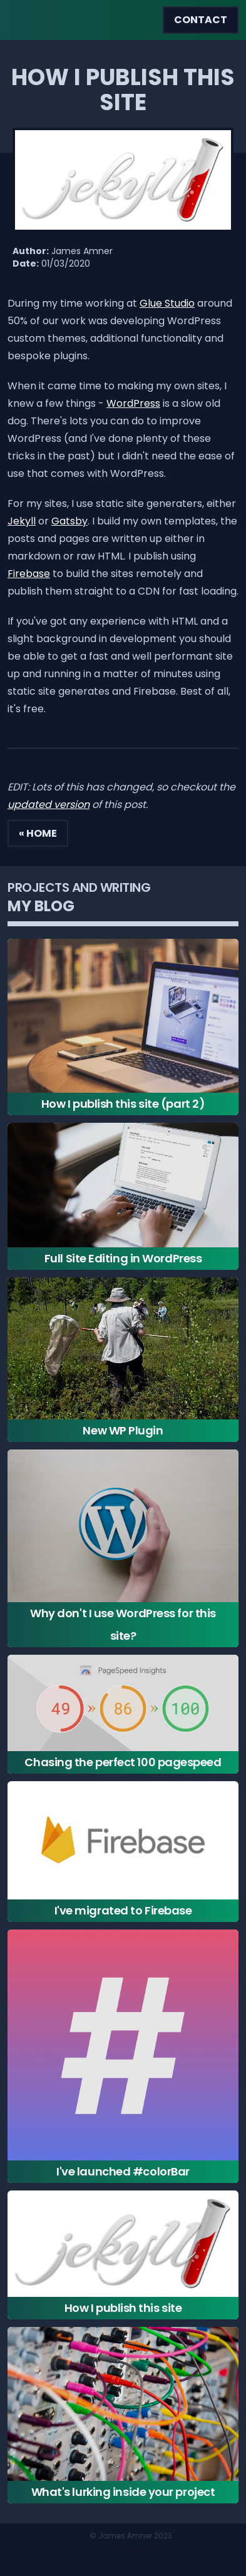 CONTACT
HOW I PUBLISH THIS
SITE
jekyll
Author: James Amner
Date: 01/03/2020
During my time working at Glue Studio around
50% of our work was developing WordPress
custom themes, additional functionality and
bespoke plugins.
When it came time to making my own sites, I
knew a few things - WordPress is a slow old
dog. There's lots you can do to improve
WordPress (and I've done plenty of these
tricks in the past) but I didn't need the ease of
use that comes with WordPress.
For my sites, I use static site generators, either
Jekyll or Gatsby. I build my own templates, the
posts and pages are written up either in
markdown or raw HTML. I publish using
Firebase to build the sites remotely and
publish them straight to a CDN for fast loading.
If you've got any experience with HTML and a
slight background in development you should
be able to get a fast and well performant site
up and running in a matter of minutes using
static site generates and Firebase. Best of all,
it's free.
EDIT: Lots of this has changed, so checkout the
updated version of this post.
« HOME
PROJECTS AND WRITING
MY BLOG
How I publish this site (part 2)
Full Site Editing in WordPress
New WP Plugin
Why don't I use WordPress for this
site?
PageSpeed Insights
49 » 86 » 100
Chasing the perfect 100 pagespeed
Firebase
I've migrated to Firebase
#
I've launched #colorBar
jekyll
How I publish this site
What's lurking inside your project
© James Amner 2023